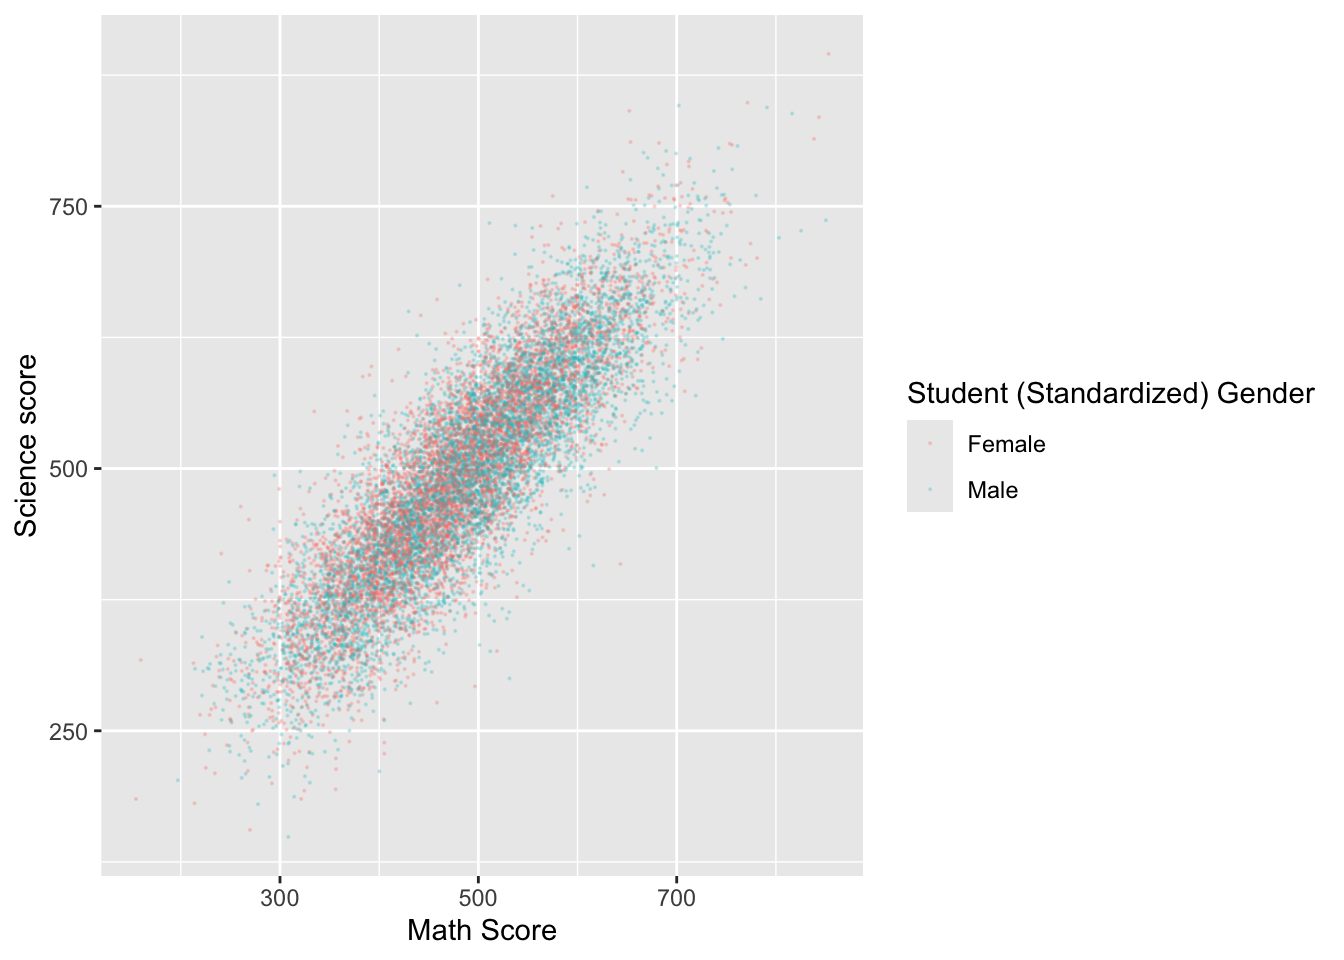 750
500
250
Science score
300 500 700
Math Score
Student (Standardized) Gender
Female
Male